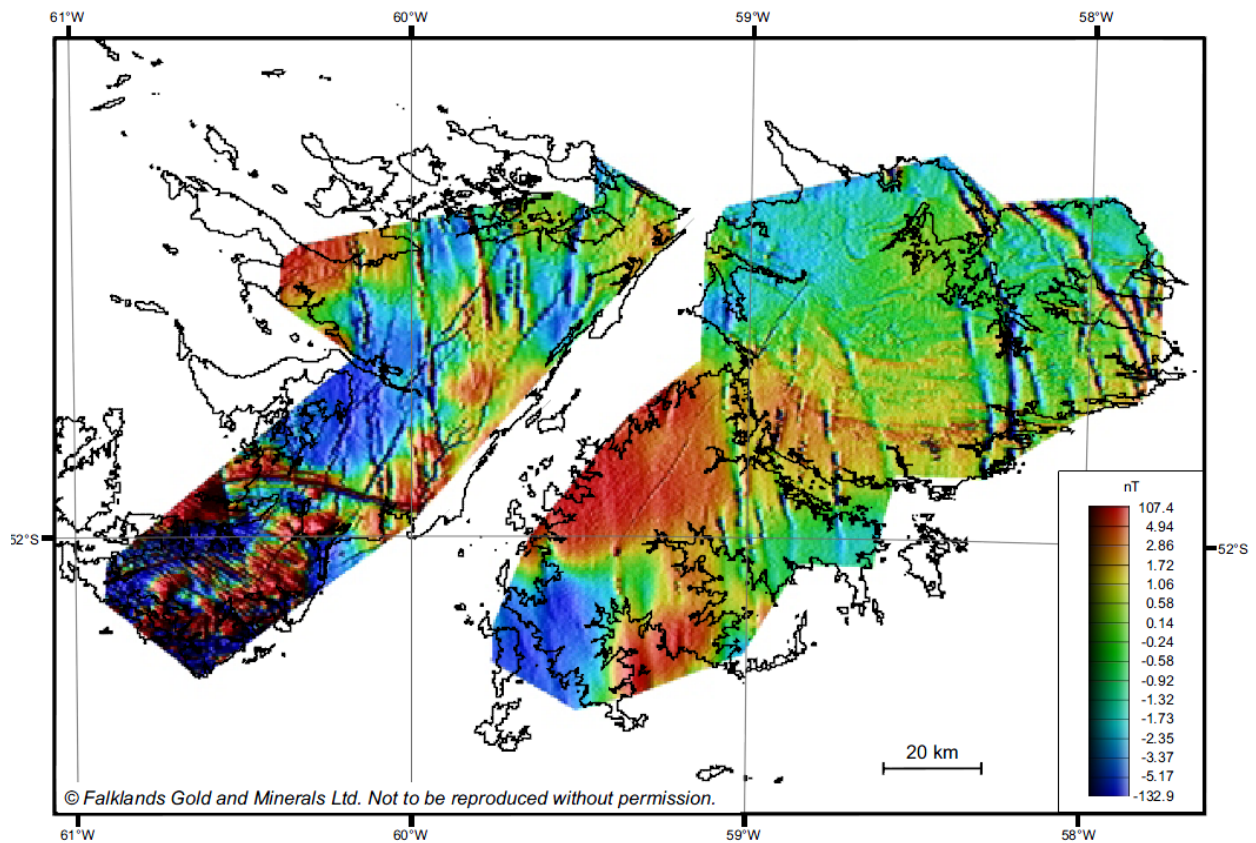 61°W 60°W 59°W 58°W
52°S
52°S
nT
107.4
4.94
2.86
1.72
1.06
0.58
0.14
-0.24
-0.58
-0.92
-1.32
-1.73
-2.35
-3.37
-5.17
-132.9
20 km
© Falklands Gold and Minerals Ltd. Not to be reproduced without permission.
61°W 60°W 59°W 58°W